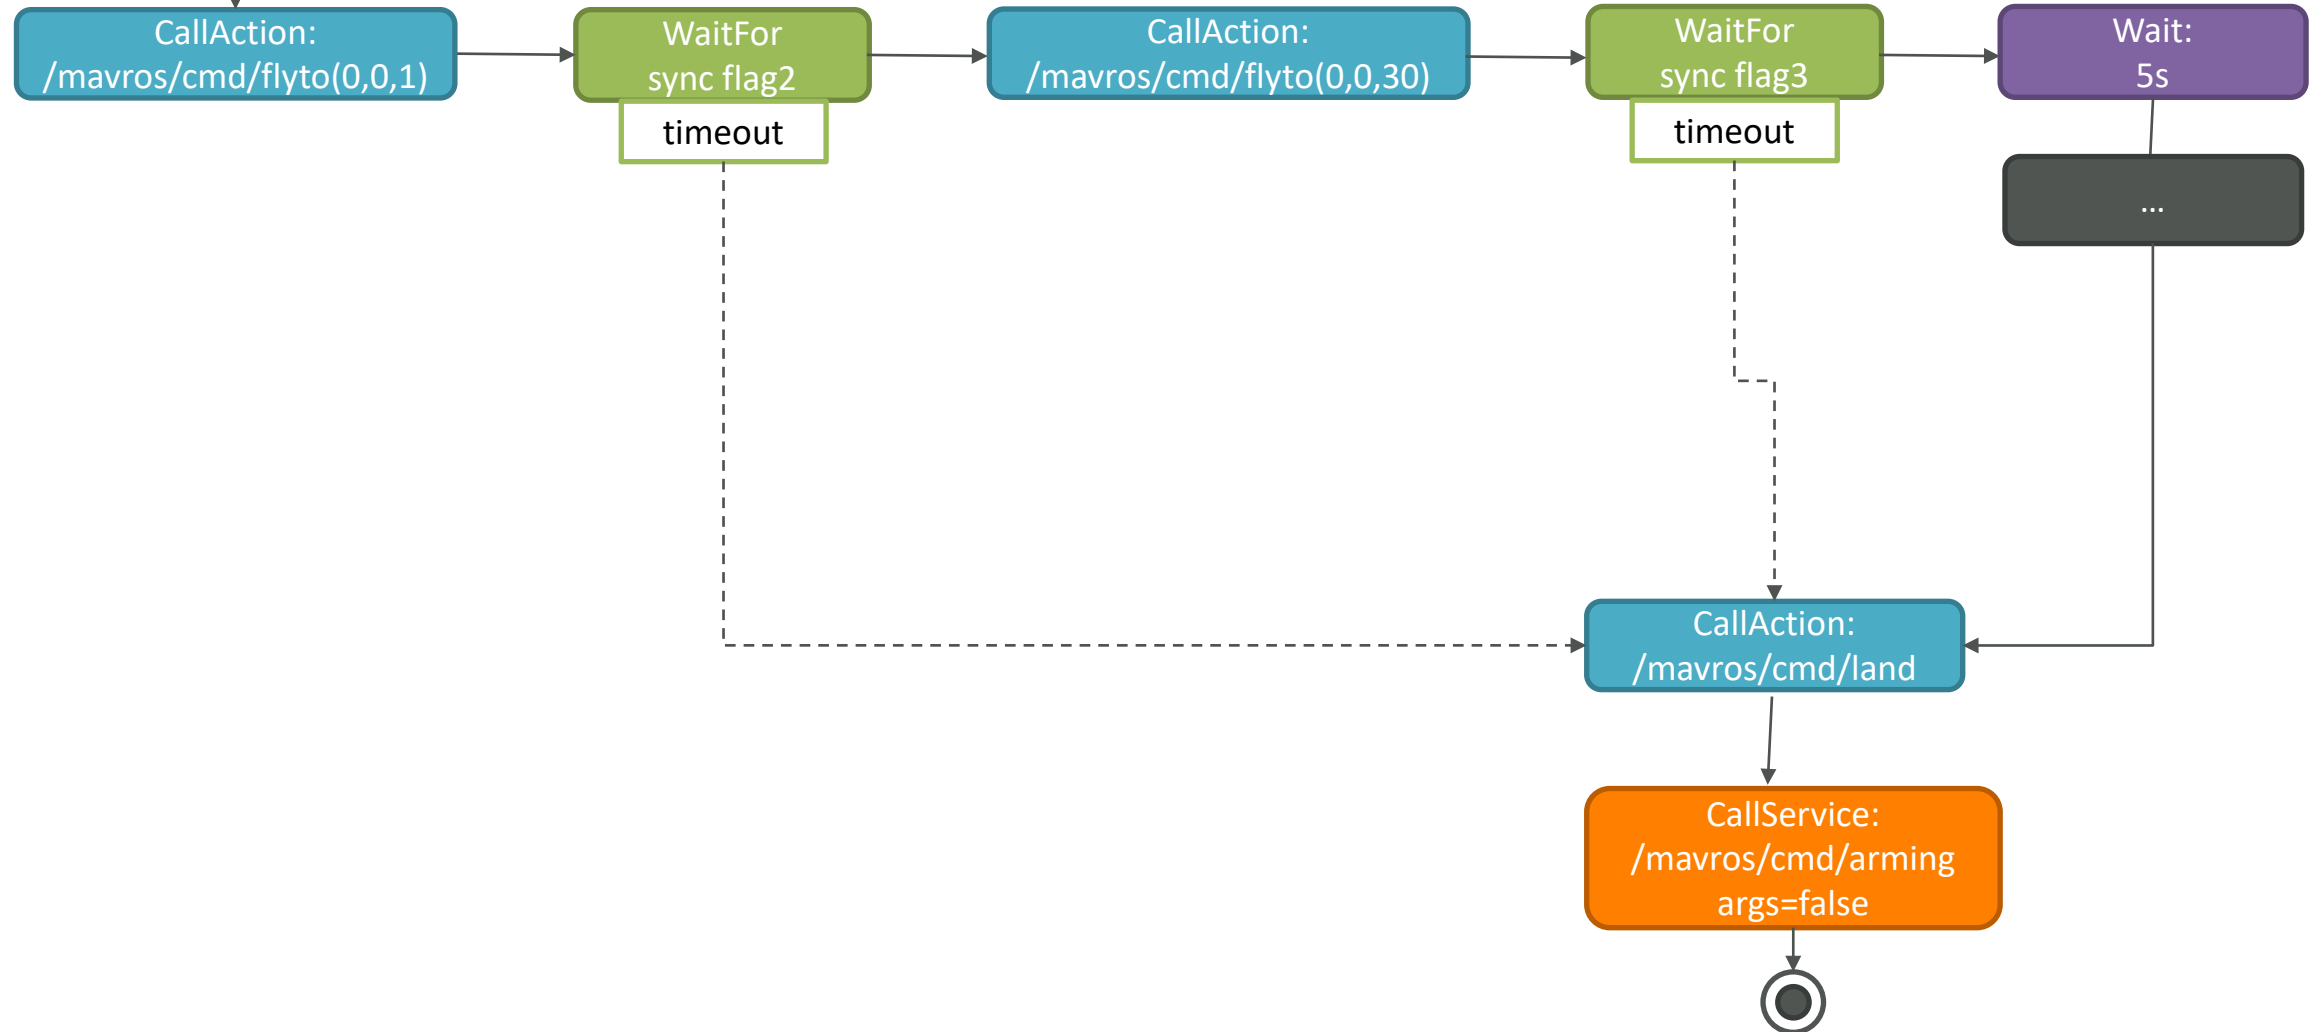 CallAction:
/mavros/cmd/flyto(0,0,1)
WaitFor
sync flag2
timeout
CallAction:
/mavros/cmd/flyto(0,0,30)
WaitFor
sync flag3
timeout
Wait:
5s
...
CallAction:
/mavros/cmd/land
CallService:
/mavros/cmd/arming
args=false